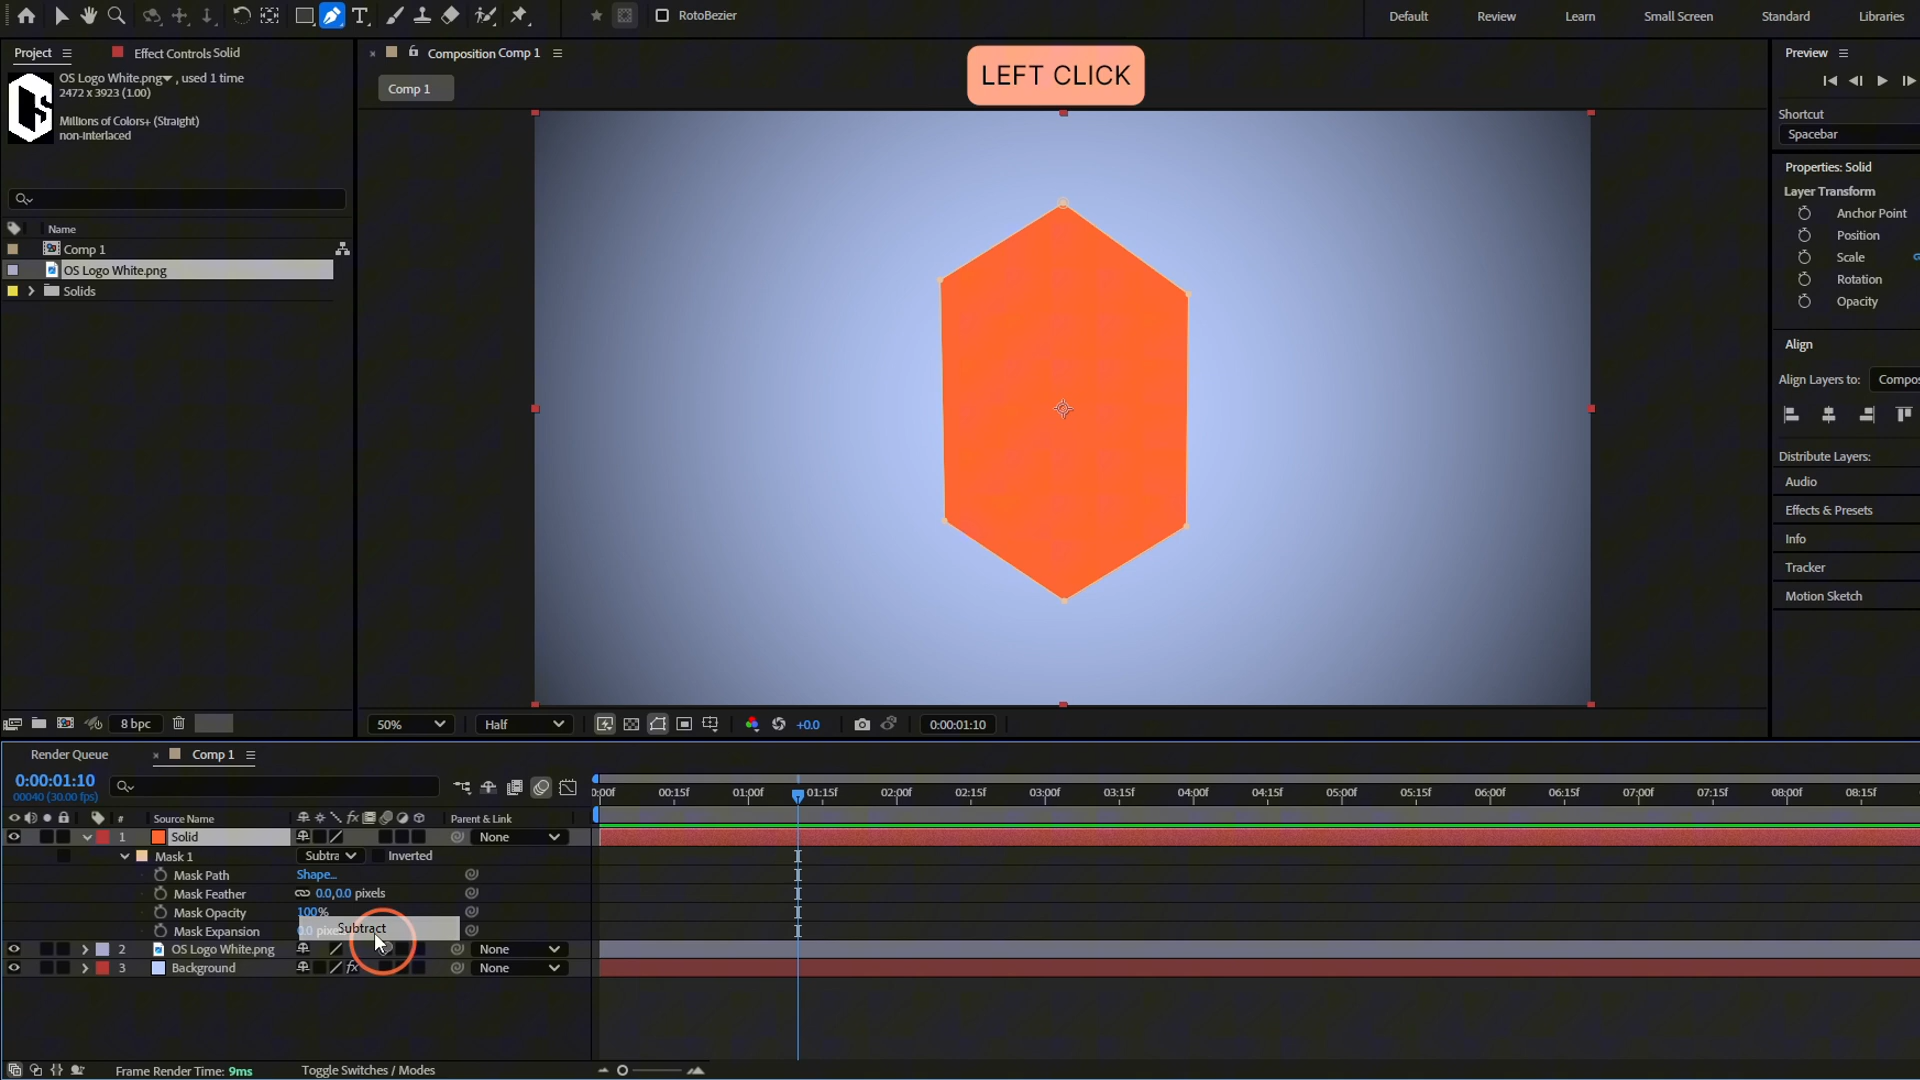 RotoBezier
Default
Review
Learn
Small Screen
Standard
Libraries
Project
Effect Controls Solid
Composition Comp 1
LEFT CLICK
Preview
OS Logo White.png , used 1 time
2472 x 3923 (1.00)
Millions of Colors+ (Straight)
non-interlaced
Comp 1
Shortcut
Spacebar
Properties: Solid
Layer Transform
Anchor Point
Position
Scale
Rotation
Opacity
Name
Comp 1
OS Logo White.png
Solids
Align
Align Layers to:
Compos
Distribute Layers:
Audio
Effects & Presets
Info
Tracker
Motion Sketch
8 bpc
50%
Half
+0.0
0:00:01:10
Render Queue
Comp 1
0:00:01:10
00040 (30.00 fps)
0:00f
00:15f
01:00f
01:15f
02:00f
02:15f
03:00f
03:15f
04:00f
04:15f
05:00f
05:15f
06:00f
06:15f
07:00f
07:15f
08:00f
08:15f
#
Source Name
fx
Parent & Link
1
Solid
None
Mask 1
Subtra
Inverted
Mask Path
Shape...
Mask Feather
0.0,0.0 pixels
Mask Opacity
100%
Mask Expansion
Subtract
2
OS Logo White.png
None
3
Background
fx
None
Frame Render Time: 9ms
Toggle Switches / Modes